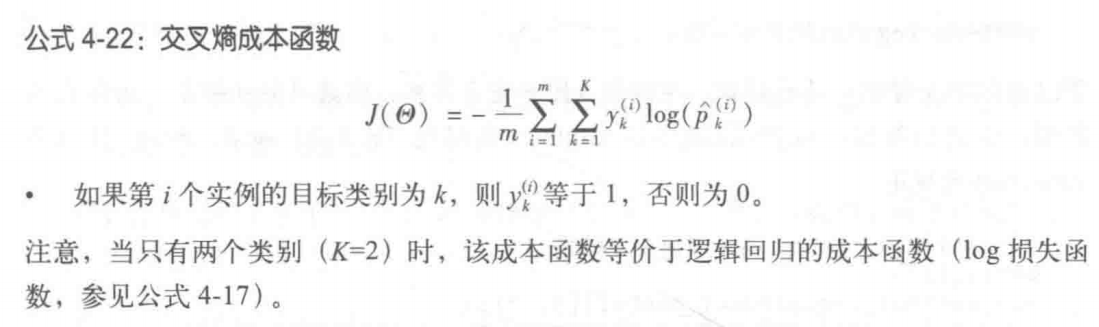 公式 4-22：交叉熵成本函数
J(Θ) = - \frac{1}{m} \sum_{i=1}^{m} \sum_{k=1}^{K} y_k^{(i)} log(\hat{p}_k^{(i)})
• 如果第 i 个实例的目标类别为 k，则 y_k^{(i)} 等于 1，否则为 0。
注意，当只有两个类别（K=2）时，该成本函数等价于逻辑回归的成本函数（log 损失函
数，参见公式 4-17）。